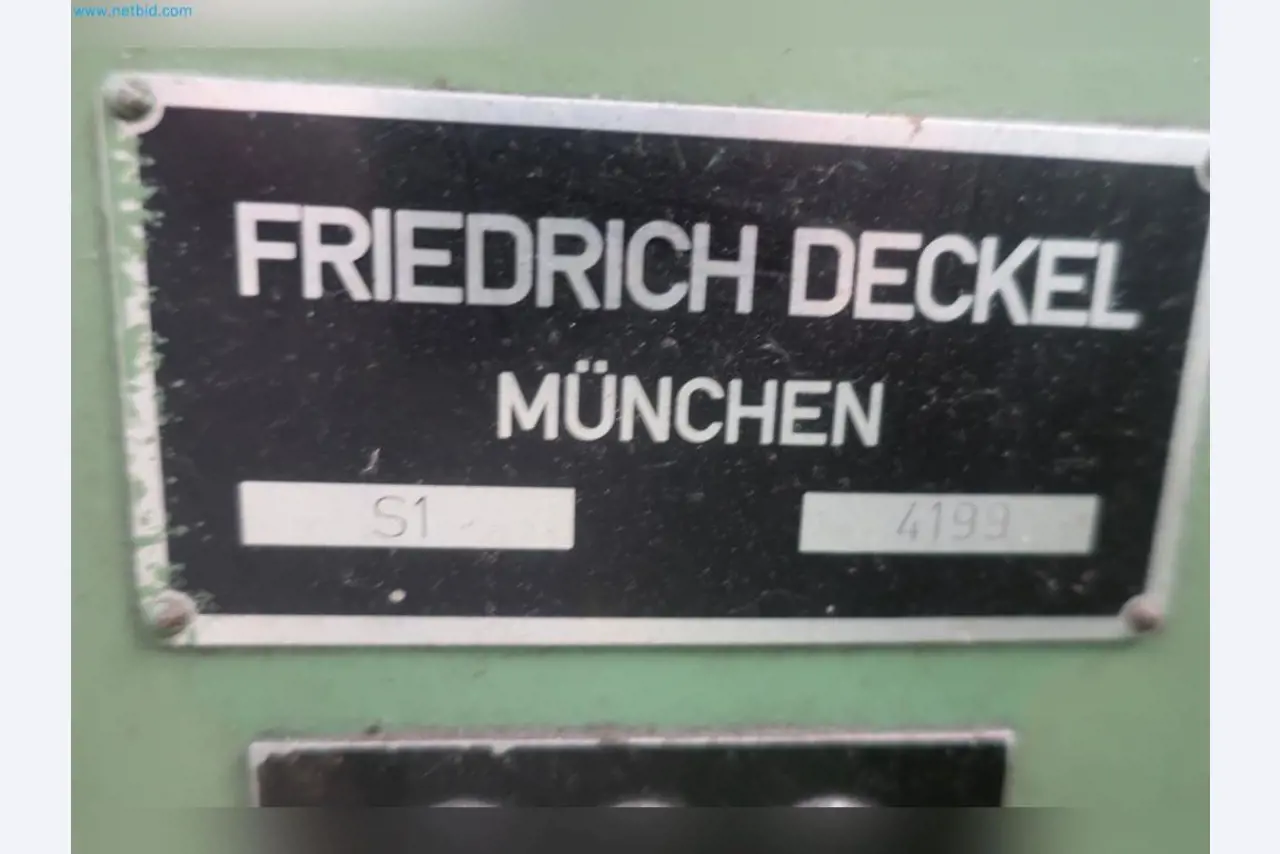 www.netbid.com
FRIEDRICH DECKEL
MÜNCHEN
S1 4199